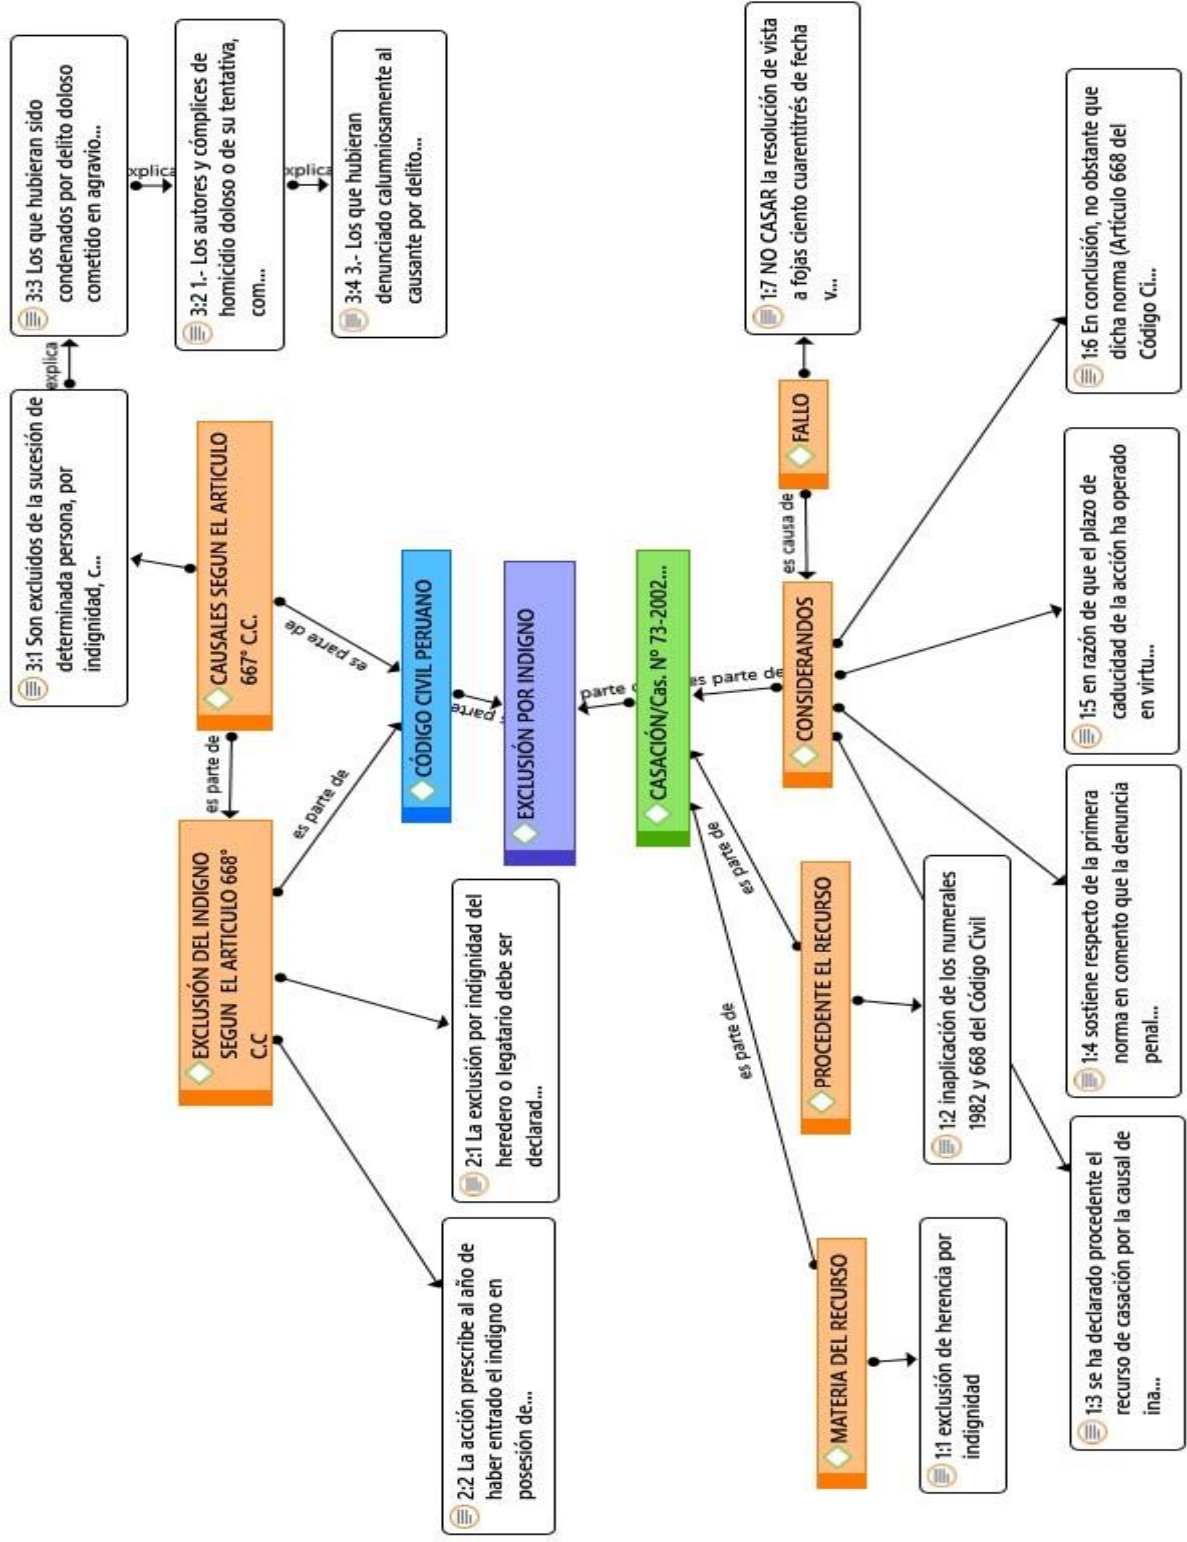 2:2 La acción prescribe al año de
haber entrado el indigno en
posesión de...
2:1 La exclusión por indignidad del
heredero o legatario debe ser
declarad...
EXCLUSIÓN DEL INDIGNO
SEGUN EL ARTICULO 668°
C.C
es parte de
CAUSALES SEGUN EL ARTICULO
667° C.C.
3:1 Son excluidos de la sucesión de
determinada persona, por
indignidad, c...
explica
3:3 Los que hubieran sido
condenados por delito doloso
cometido en agravio...
xplica
3:2 1.- Los autores y cómplices de
homicidio doloso o de su tentativa,
com...
xplica
3:4 3.- Los que hubieran
denunciado calumniosamente al
causante por delito...
es parte de
es parte de
CÓDIGO CIVIL PERUANO
s parte
EXCLUSIÓN POR INDIGNO
parte
CASACIÓN/Cas. Nº 73-2002...
es parte de
es parte de
es parte de
MATERIA DEL RECURSO
1:1 exclusión de herencia por
indignidad
PROCEDENTE EL RECURSO
1:2 inaplicación de los numerales
1982 y 668 del Código Civil
CONSIDERANDOS
es causa de
FALLO
1:7 NO CASAR la resolución de vista
a fojas ciento cuarentitrés de fecha
v...
1:3 se ha declarado procedente el
recurso de casación por la causal de
ina...
1:4 sostiene respecto de la primera
norma en comento que la denuncia
penal...
1:5 en razón de que el plazo de
caducidad de la acción ha operado
en virtu...
1:6 En conclusión, no obstante que
dicha norma (Artículo 668 del
Código Ci...